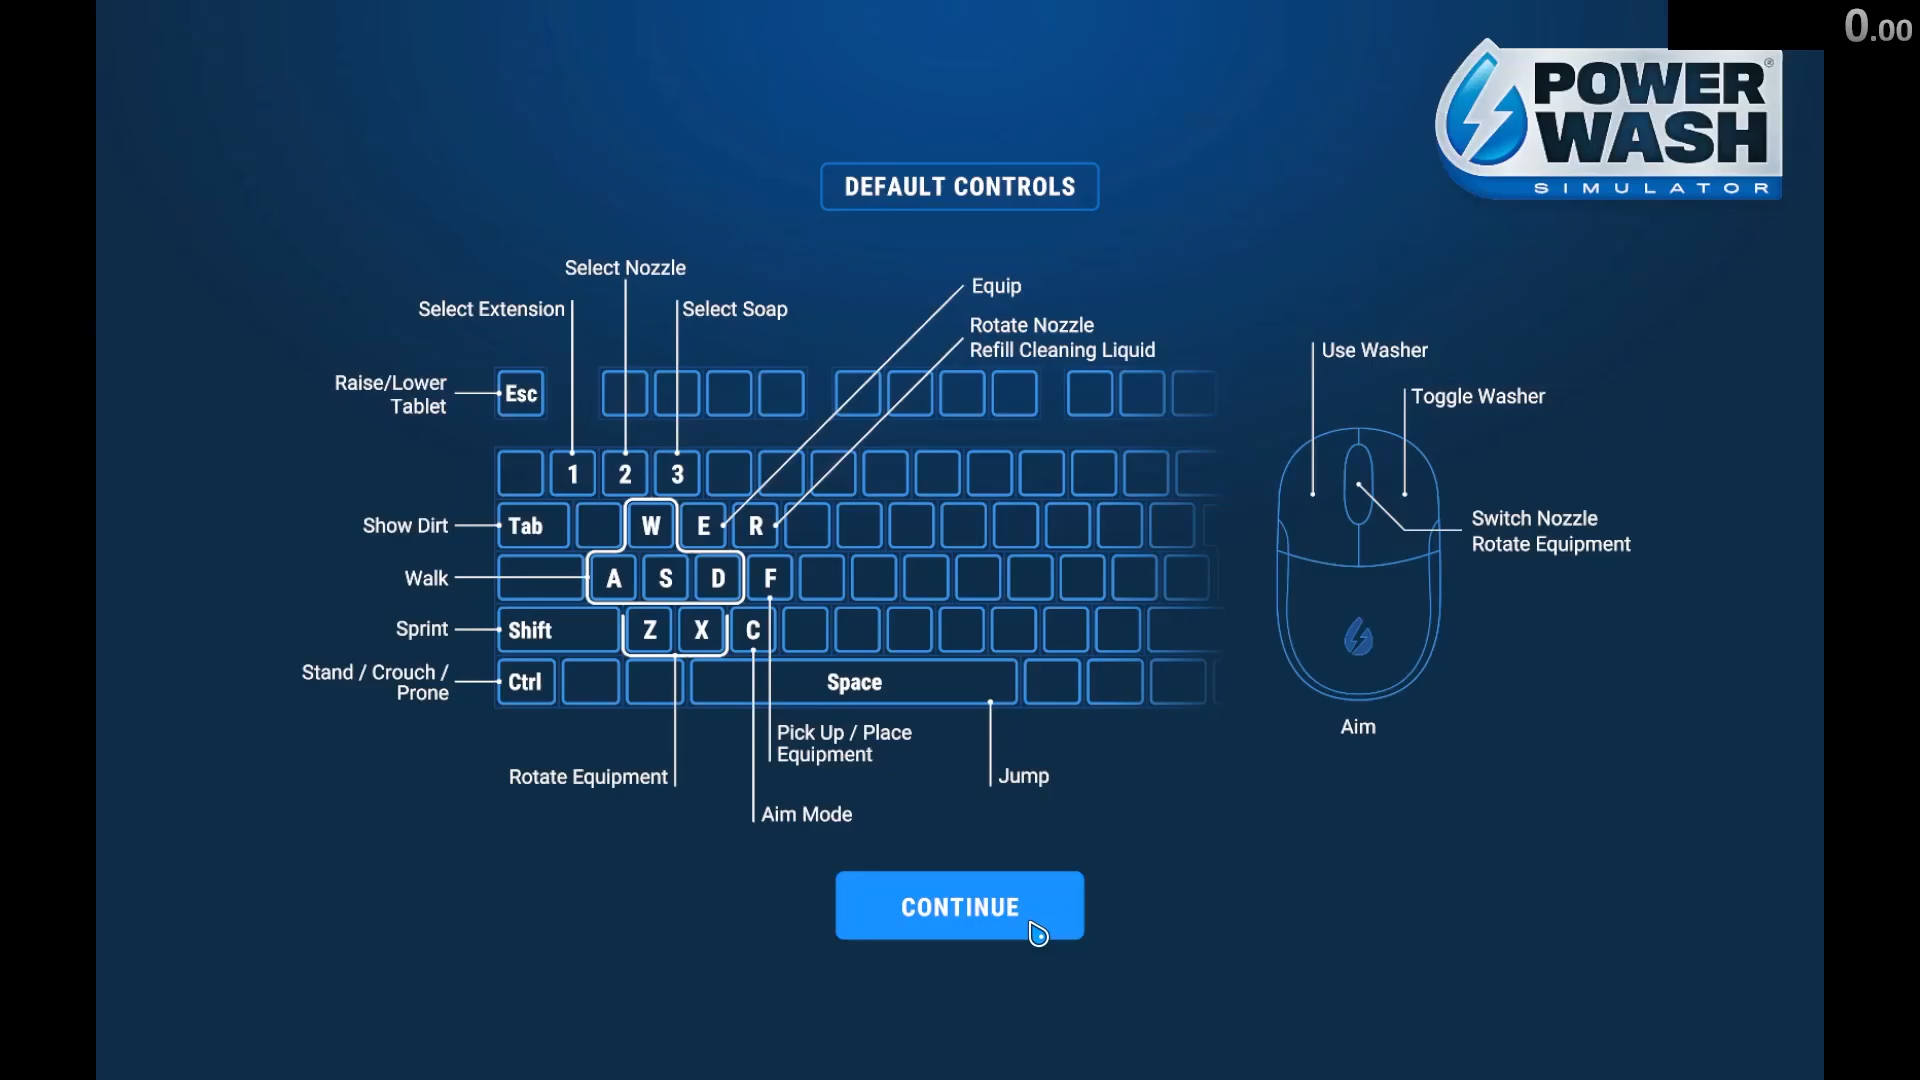 0.00
POWER
WASH
SIMULATOR
DEFAULT CONTROLS
Select Nozzle
Select Extension
Select Soap
Equip
Rotate Nozzle
Refill Cleaning Liquid
Use Washer
Toggle Washer
Raise/Lower
Tablet
Esc
1 2 3
Show Dirt
Tab W E R
Switch Nozzle
Rotate Equipment
Walk
A S D F
Sprint
Shift Z X C
Stand / Crouch /
Prone
Ctrl Space
Aim
Pick Up / Place
Equipment
Rotate Equipment
Jump
Aim Mode
CONTINUE